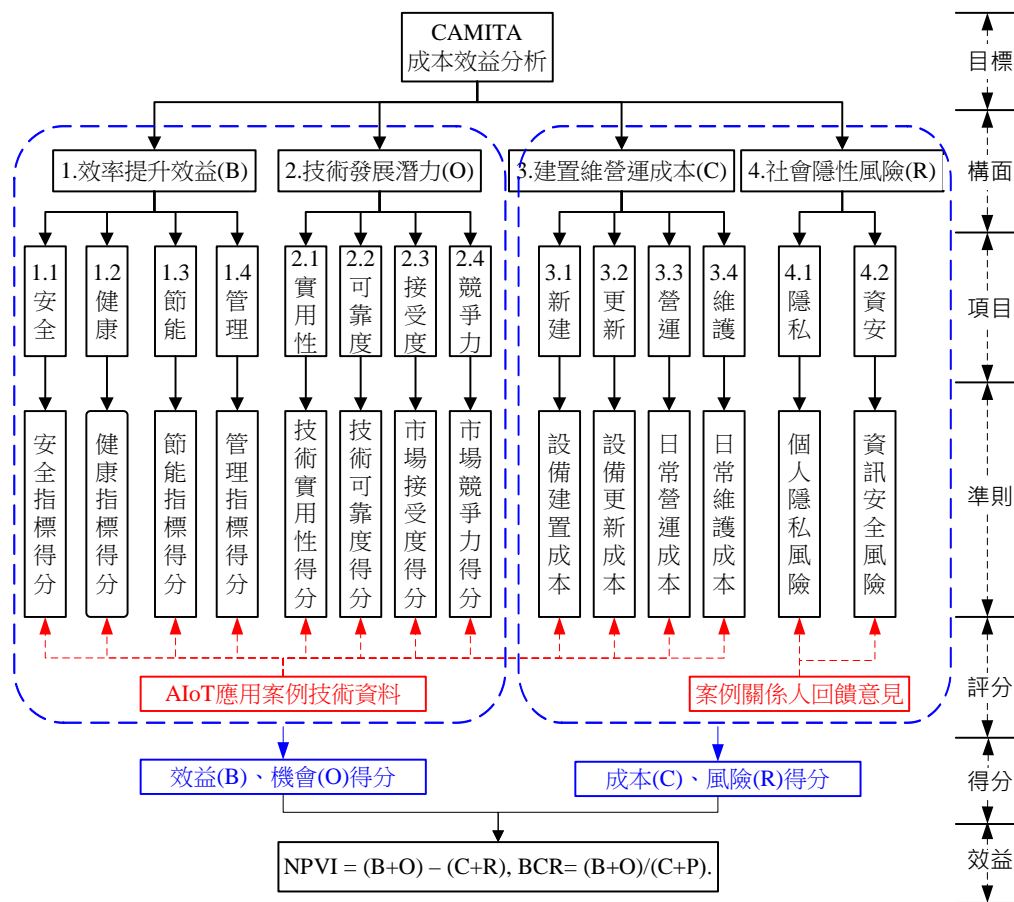 CAMITA
成本效益分析
目標
構面
1.效率提升效益(B)
2.技術發展潛力(O)
3.建置維營運成本(C)
4.社會隱性風險(R)
項目
1.1安全
1.2健康
1.3節能
1.4管理
2.1實用性
2.2可靠度
2.3接受度
2.4競爭力
3.1新建
3.2更新
3.3營運
3.4維護
4.1隱私
4.2資安
準則
安全指標得分
健康指標得分
節能指標得分
管理指標得分
技術實用性得分
技術可靠度得分
市場接受度得分
市場競爭力得分
設備建置成本
設備更新成本
日常營運成本
日常維護成本
個人隱私風險
資訊安全風險
評分
AIoT應用案例技術資料
案例關係人回饋意見
得分
效益(B)、機會(O)得分
成本(C)、風險(R)得分
效益
NPVI = (B+O) – (C+R), BCR= (B+O)/(C+P).